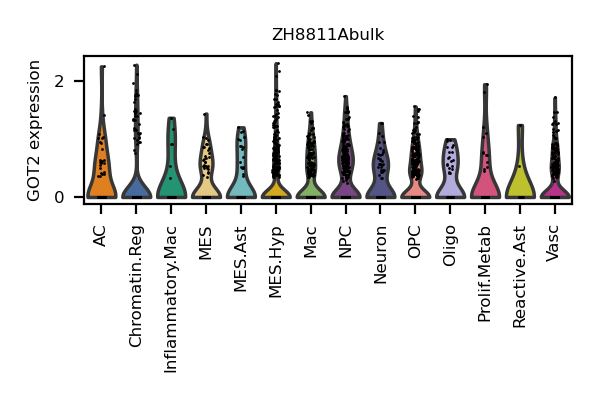 ZH8811Abulk
GOT2 expression
2
0
AC
Chromatin.Reg
Inflammatory.Mac
MES
MES.Ast
MES.Hyp
Mac
NPC
Neuron
OPC
Oligo
Prolif.Metab
Reactive.Ast
Vasc